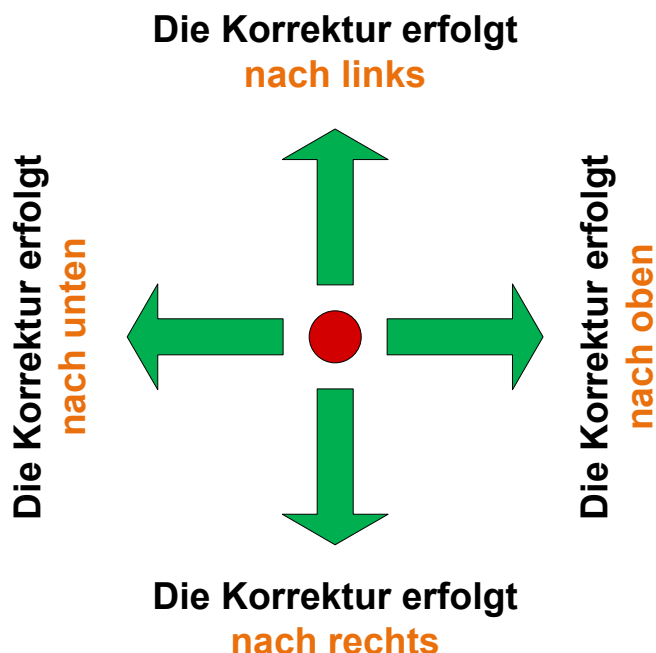 Die Korrektur erfolgt
nach links
Die Korrektur erfolgt
nach unten
Die Korrektur erfolgt
nach oben
Die Korrektur erfolgt
nach rechts